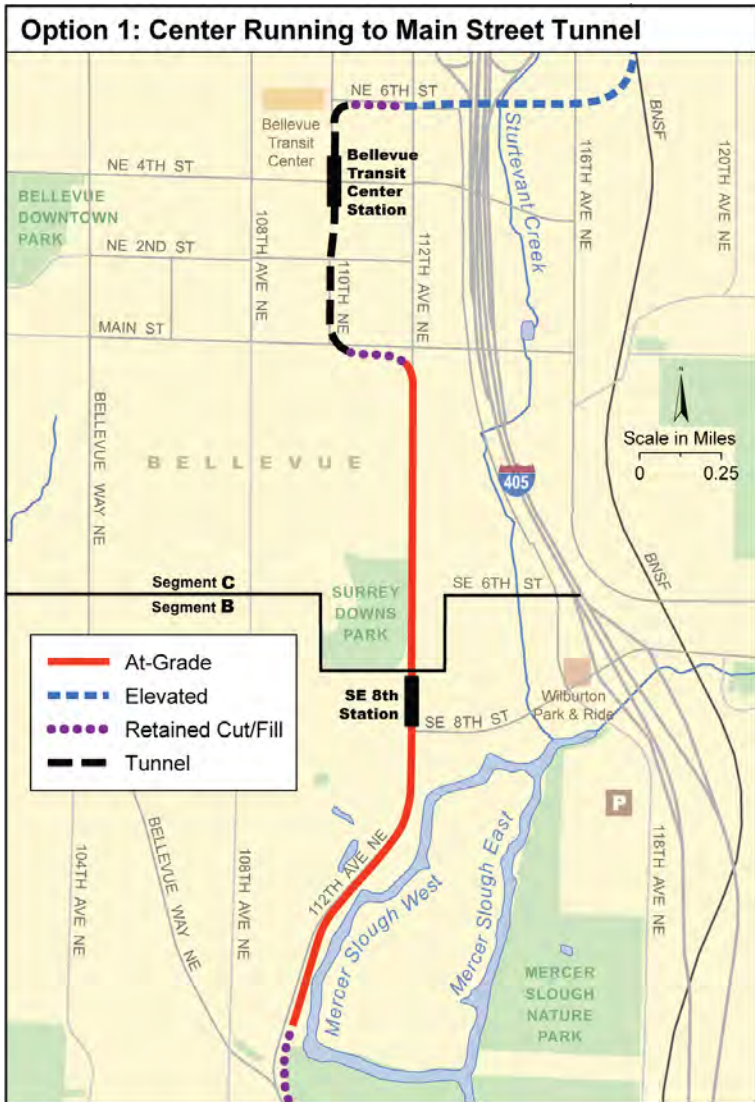 Option 1: Center Running to Main Street Tunnel
NE 6TH ST
Bellevue
Transit
Center
Bellevue
Transit
Center
Station
NE 4TH ST
BELLEVUE
DOWNTOWN
PARK
108TH AVE NE
NE 2ND ST
110TH NE
112TH AVE NE
Sturtevant Creek
116TH AVE NE
BNSF
120TH AVE NE
MAIN ST
BELLEVUE WAY NE
BELLEVUE
N
Scale in Miles
0 0.25
405
BNSF
Segment C
Segment B
SURREY
DOWNS
PARK
SE 6TH ST
At-Grade
Elevated
Retained Cut/Fill
Tunnel
SE 8th
Station
SE 8TH ST
Wilburton
Park & Ride
P
104TH AVE NE
BELLEVUE WAY NE
108TH AVE NE
112TH AVE NE
Mercer Slough West
Mercer Slough East
118TH AVE NE
MERCER
SLOUGH
NATURE
PARK